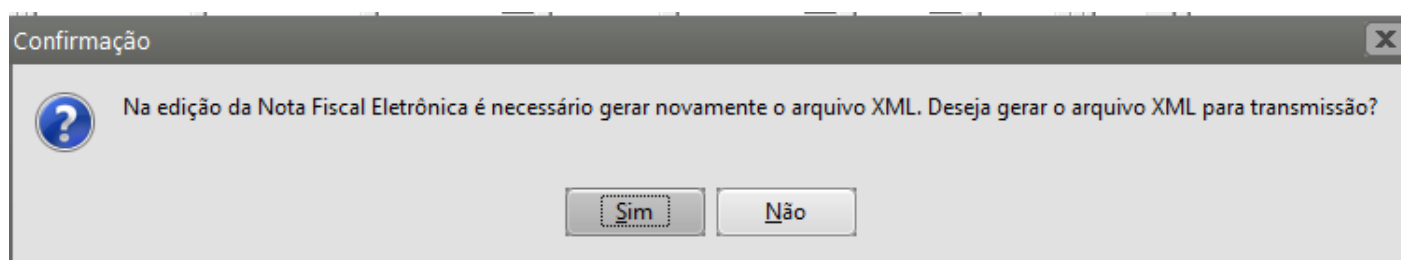 Confirmação
Na edição da Nota Fiscal Eletrônica é necessário gerar novamente o arquivo XML. Deseja gerar o arquivo XML para transmissão?
Sim Não